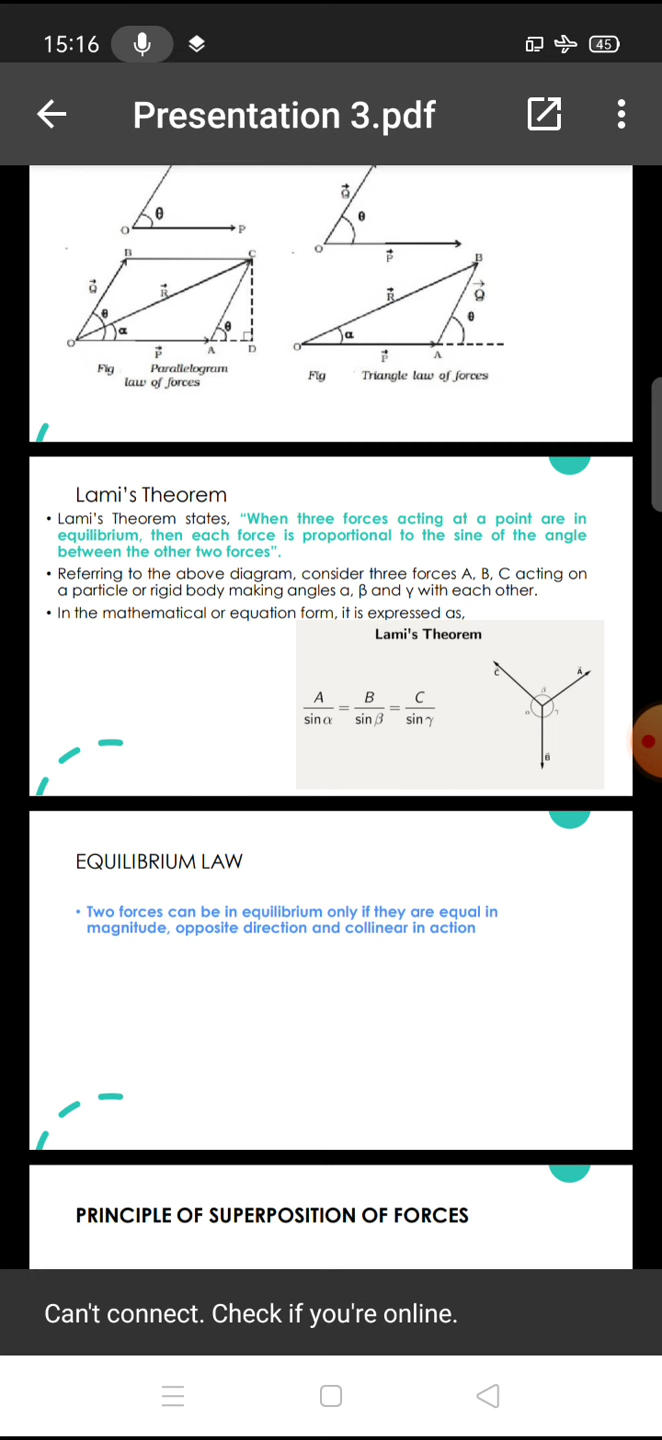 15:16
45
Presentation 3.pdf
θ
O
P
Q
θ
O
P
B
C
Q
R
θ
α
θ
O
P
A
D
Fig Parallelogram
law of forces
B
R
Q
θ
α
O
P
A
Fig Triangle law of forces
Lami's Theorem
• Lami's Theorem states, “When three forces acting at a point are in
equilibrium, then each force is proportional to the sine of the angle
between the other two forces”.
• Referring to the above diagram, consider three forces A, B, C acting on
a particle or rigid body making angles α, β and γ with each other.
• In the mathematical or equation form, it is expressed as,
Lami's Theorem
A B C
= =
sin α sin β sin γ
C
A
β
α
γ
B
EQUILIBRIUM LAW
• Two forces can be in equilibrium only if they are equal in
magnitude, opposite direction and collinear in action
PRINCIPLE OF SUPERPOSITION OF FORCES
Can't connect. Check if you're online.